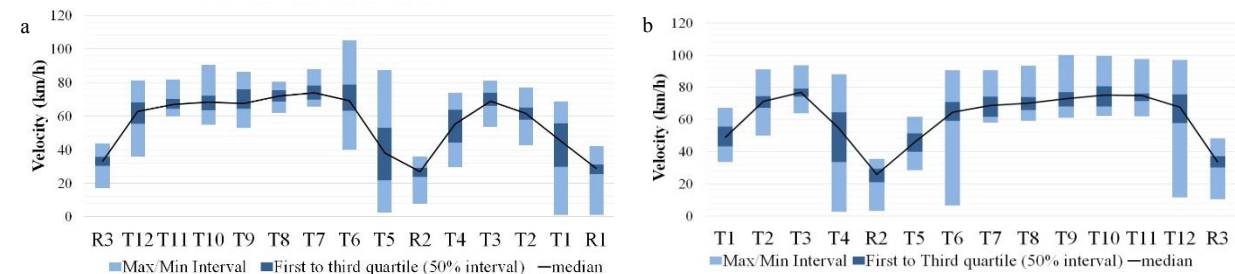 a
Velocity (km/h)
120
100
80
60
40
20
0
R3 T12 T11 T10 T9 T8 T7 T6 T5 R2 T4 T3 T2 T1 R1
Max/Min Interval First to third quartile (50% interval) median
b
Velocity (km/h)
120
100
80
60
40
20
0
T1 T2 T3 T4 R2 T5 T6 T7 T8 T9 T10 T11 T12 R3
Max/Min Interval First to Third quartile (50% interval) median